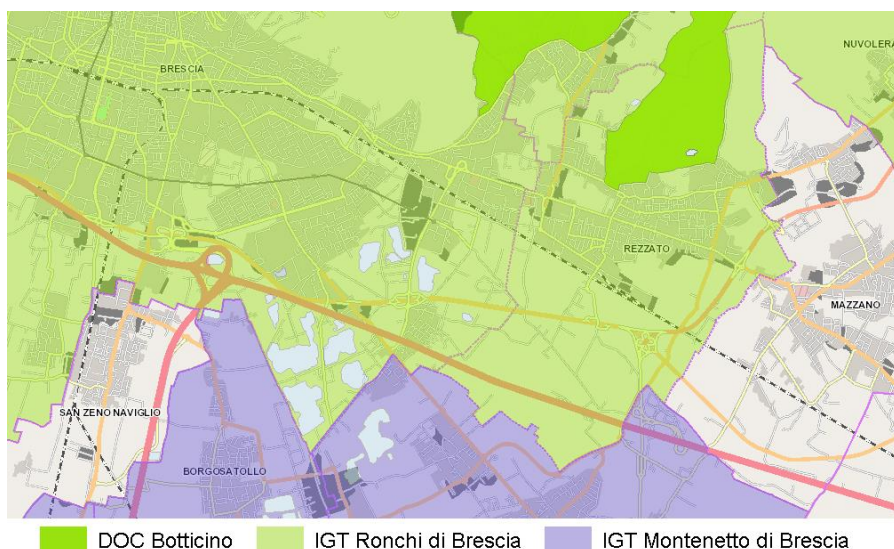 NUVOLERA
BRESCIA
REZZATO
MAZZANO
SAN ZENO NAVIGLIO
BORGOSATOLLO
DOC Botticino IGT Ronchi di Brescia IGT Montenetto di Brescia